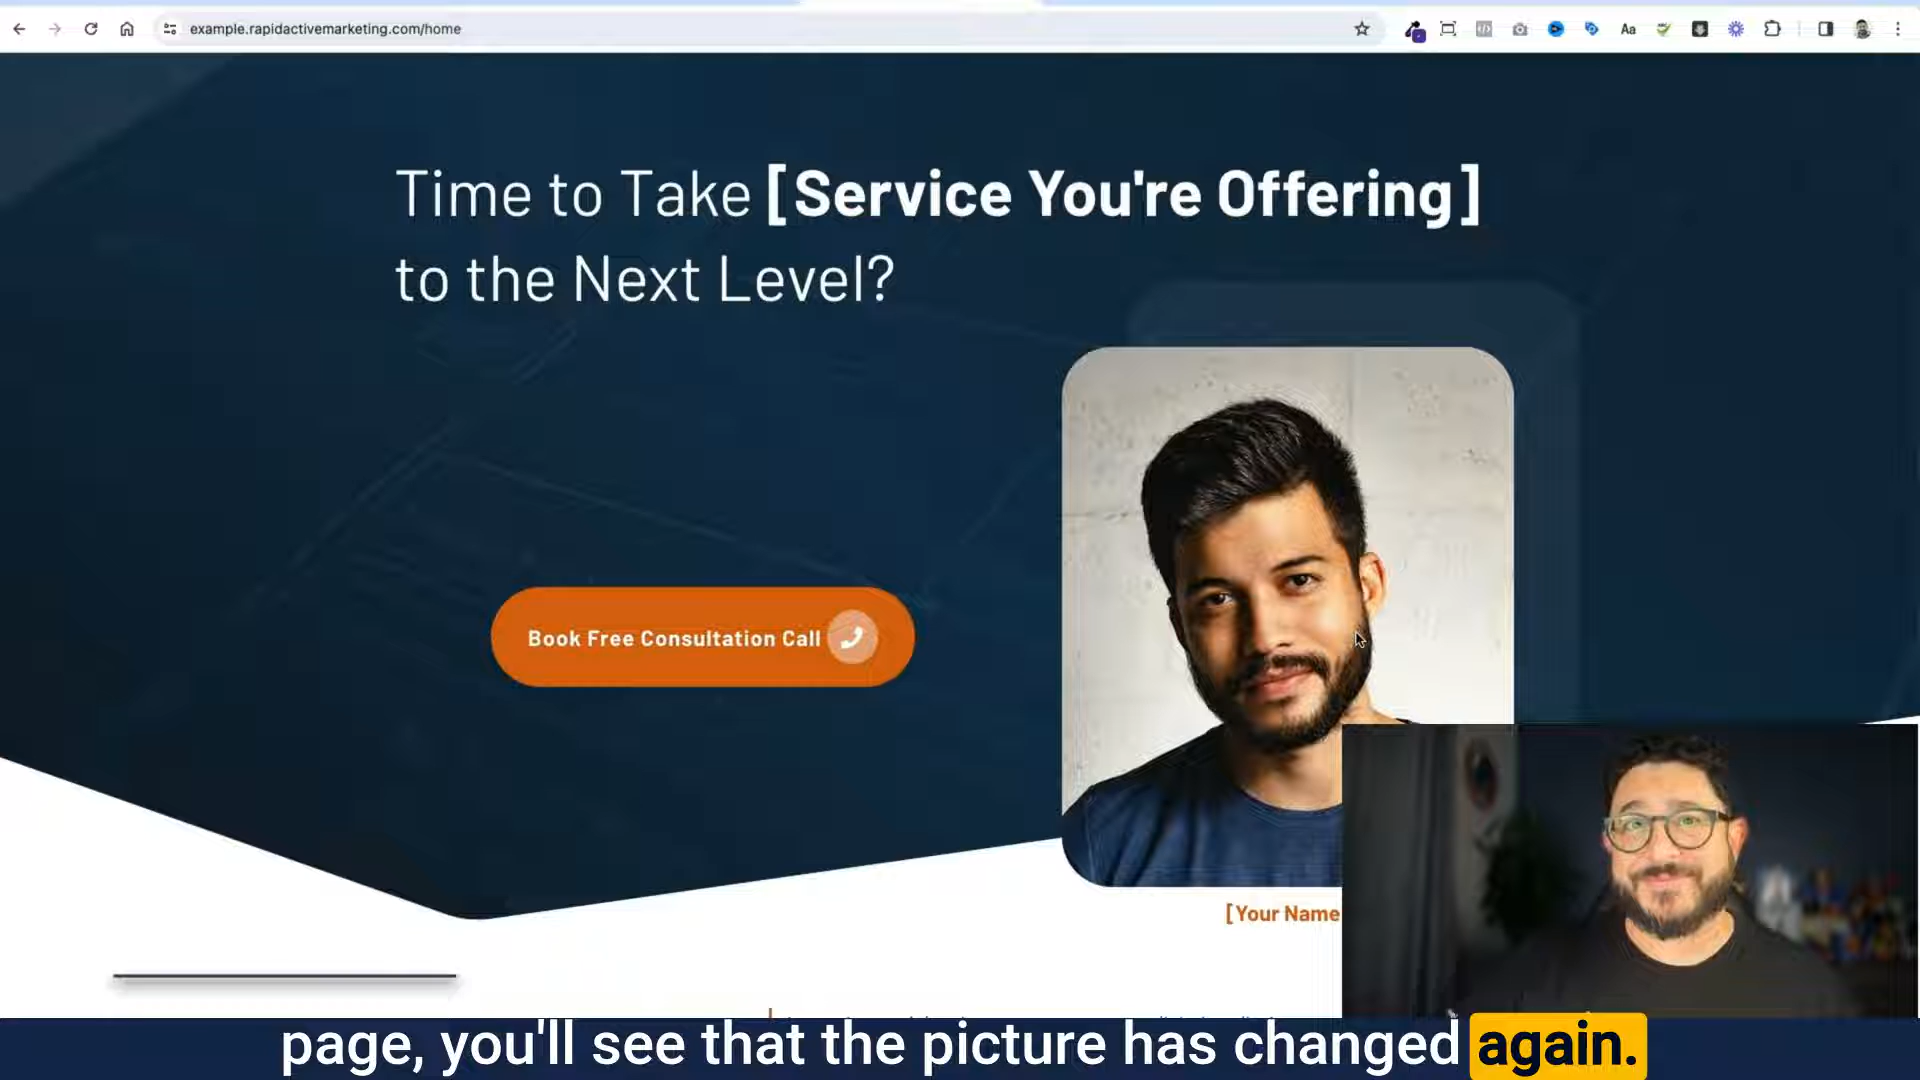 example.rapidactivemarketing.com/home
Aa
Time to Take [Service You're Offering]
to the Next Level?
Book Free Consultation Call
[Your Name
page, you'll see that the picture has changed again.